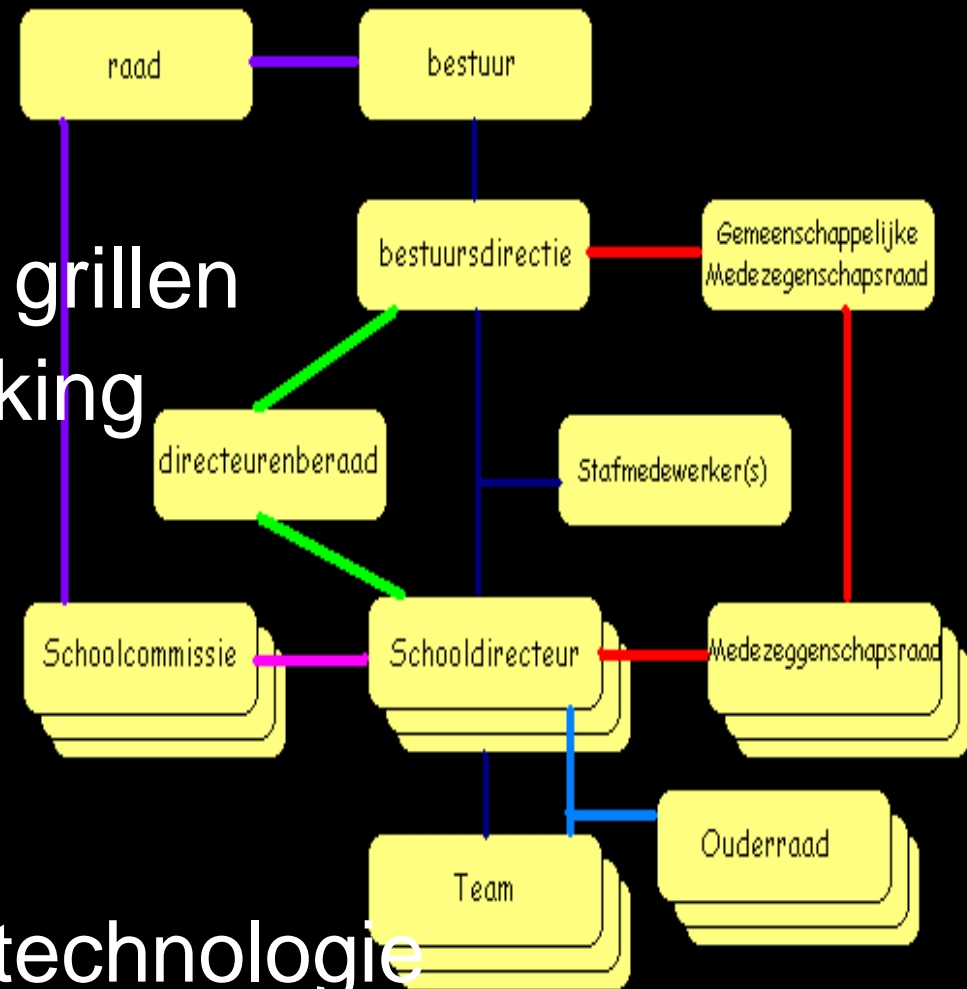 raad
bestuur
bestuursdirectie
Gemeenschappelijke
Medezegenschapsraad
grillen
king
directeurenberaad
Stafmedewerker(s)
Schoolcommissie
Schooldirecteur
Medezeggenschapsraad
Ouderraad
Team
technologie